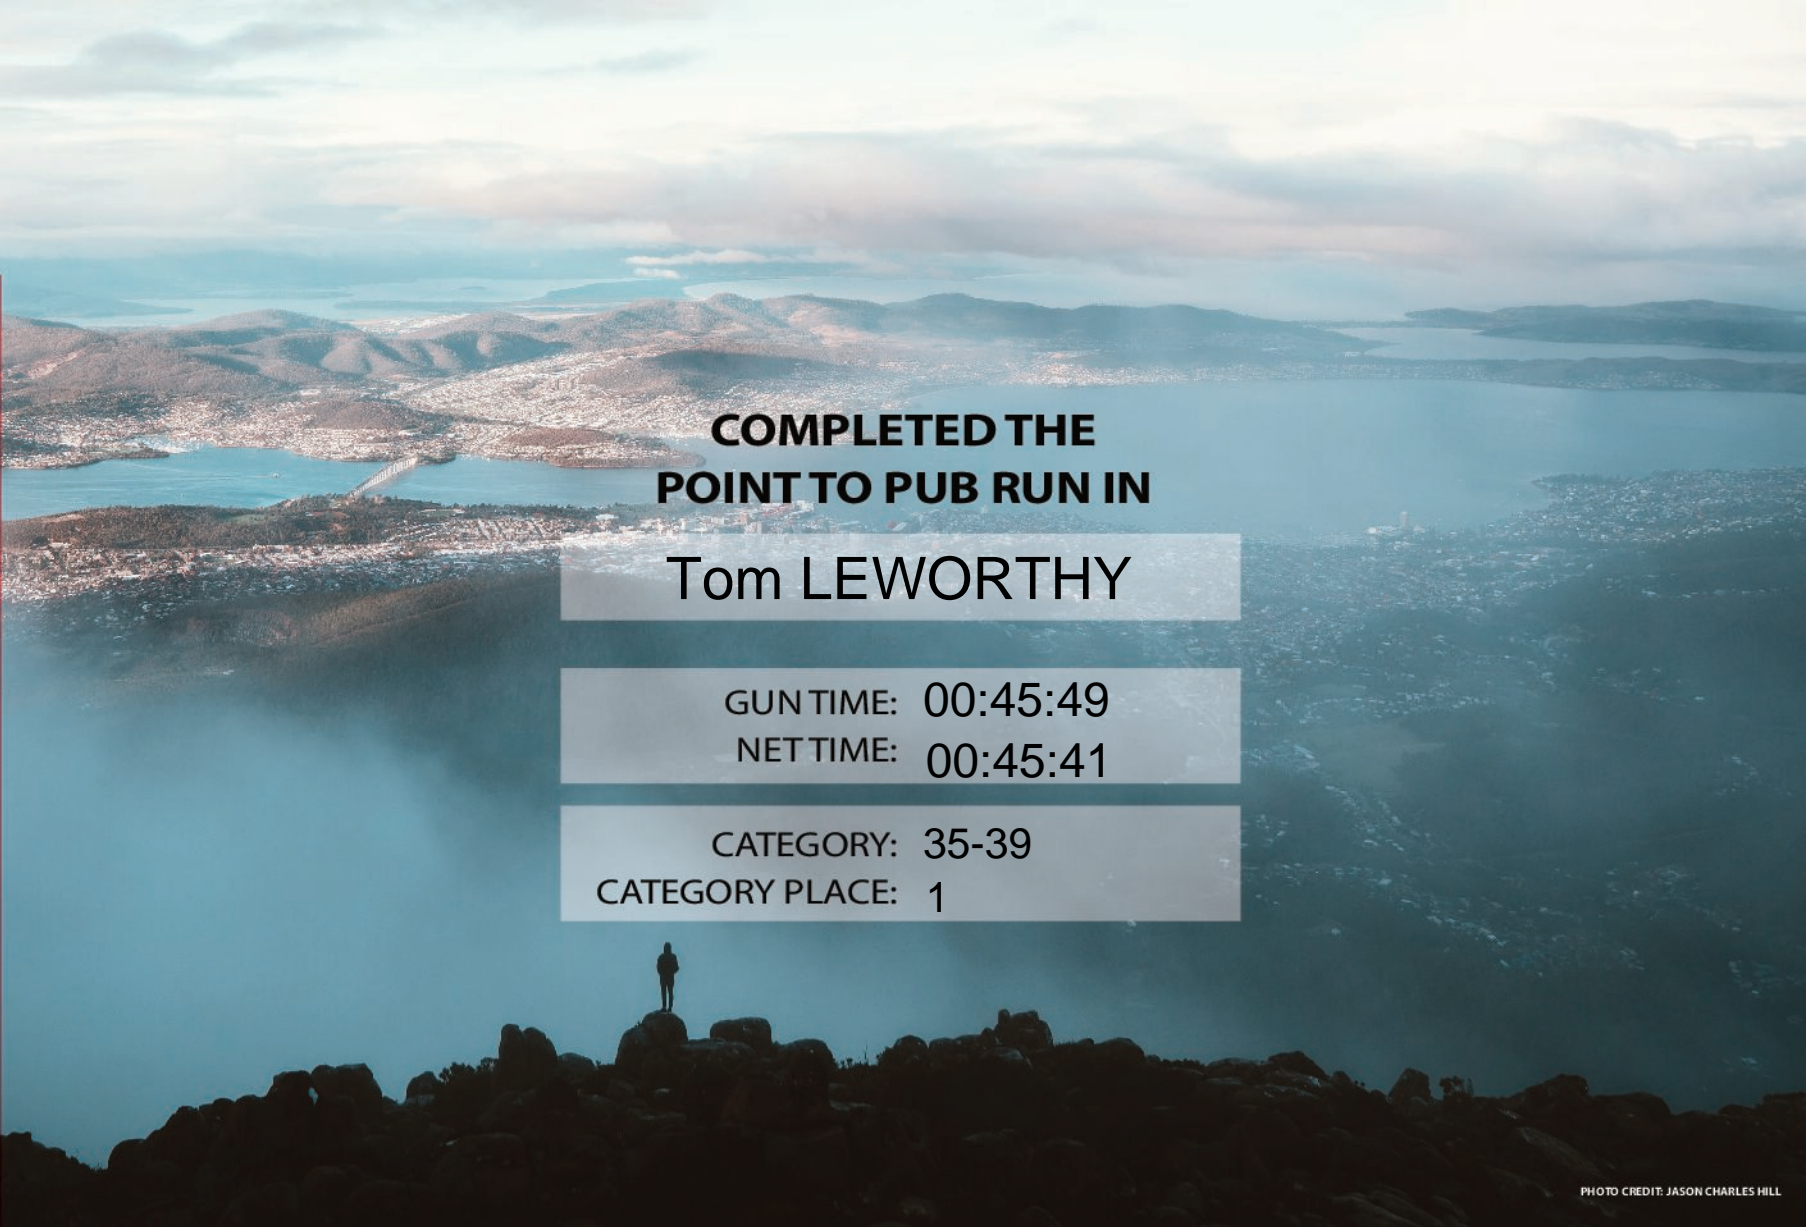 COMPLETED THE
POINT TO PUB RUN IN
Tom LEWORTHY
GUN TIME: 00:45:49
NET TIME: 00:45:41
CATEGORY: 35-39
CATEGORY PLACE: 1
PHOTO CREDIT: JASON CHARLES HILL